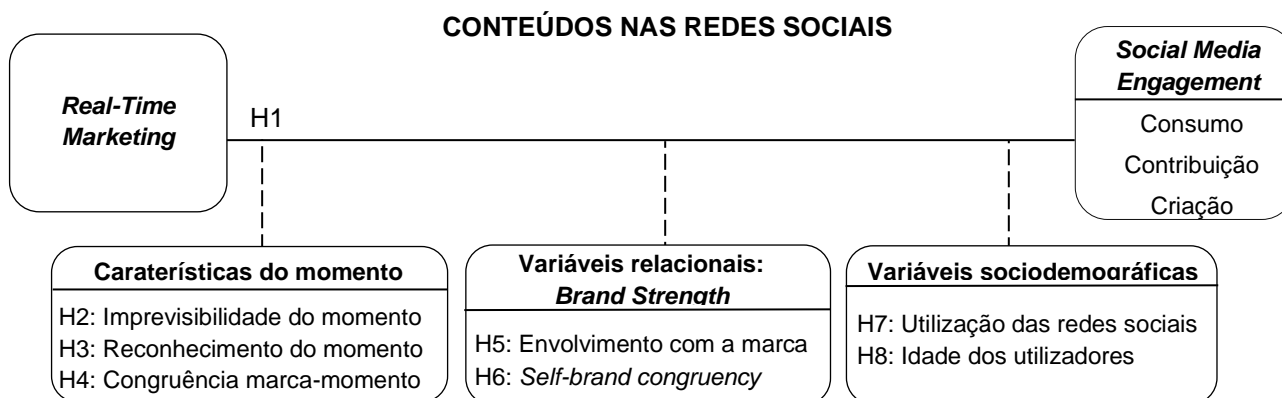 CONTEÚDOS NAS REDES SOCIAIS
Real-Time
Marketing
H1
Social Media
Engagement
Consumo
Contribuição
Criação
Caraterísticas do momento
H2: Imprevisibilidade do momento
H3: Reconhecimento do momento
H4: Congruência marca-momento
Variáveis relacionais:
Brand Strength
H5: Envolvimento com a marca
H6: Self-brand congruency
Variáveis sociodemográficas
H7: Utilização das redes sociais
H8: Idade dos utilizadores